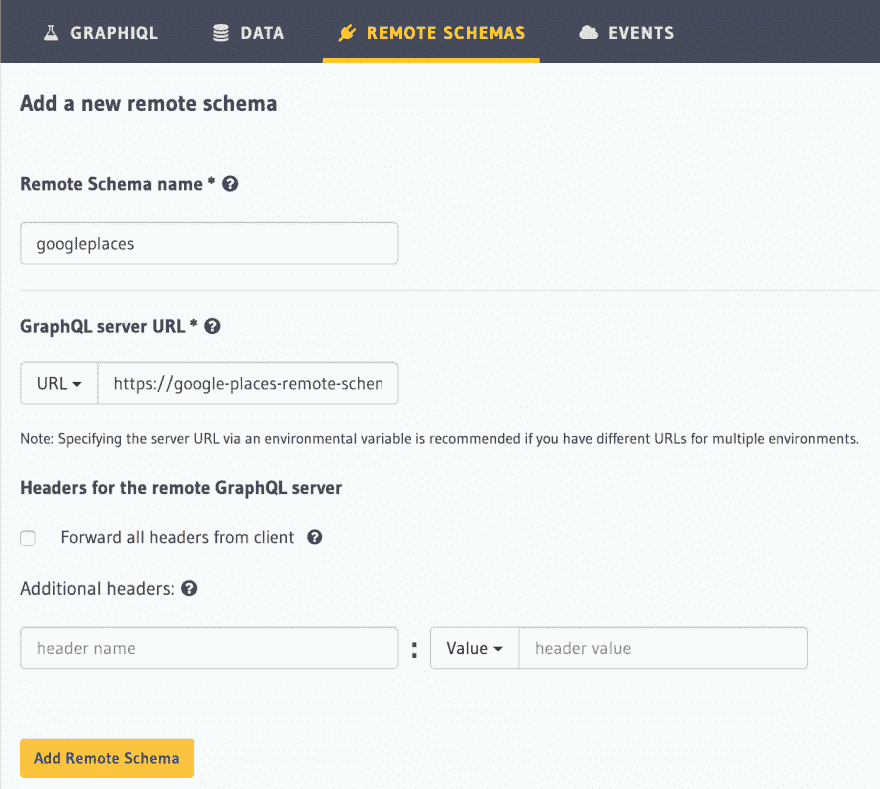 GRAPHIQL DATA REMOTE SCHEMAS EVENTS
Add a new remote schema
Remote Schema name * ?
googleplaces
GraphQL server URL * ?
URL https://google-places-remote-schen
Note: Specifying the server URL via an environmental variable is recommended if you have different URLs for multiple environments.
Headers for the remote GraphQL server
Forward all headers from client ?
Additional headers: ?
header name : Value header value
Add Remote Schema